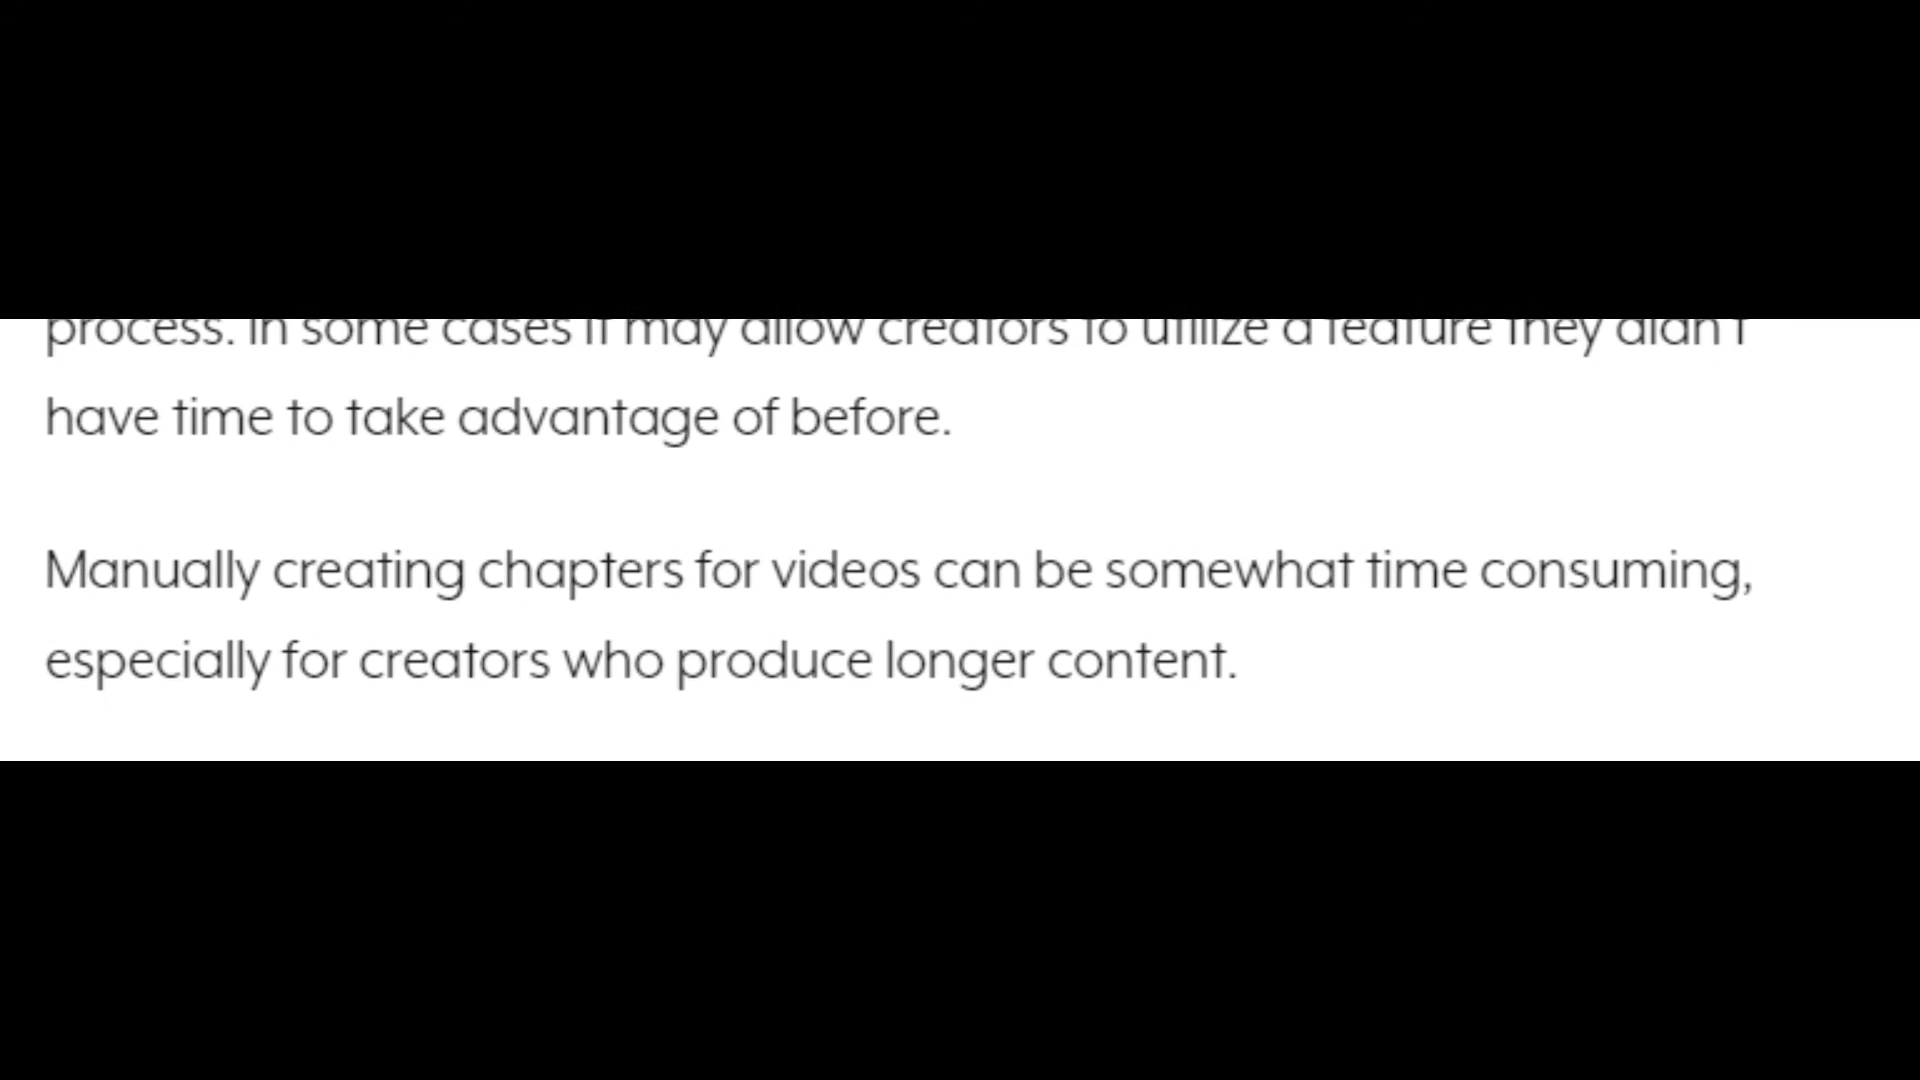 process. In some cases it may allow creators to utilize a feature they didn't
have time to take advantage of before.
Manually creating chapters for videos can be somewhat time consuming,
especially for creators who produce longer content.